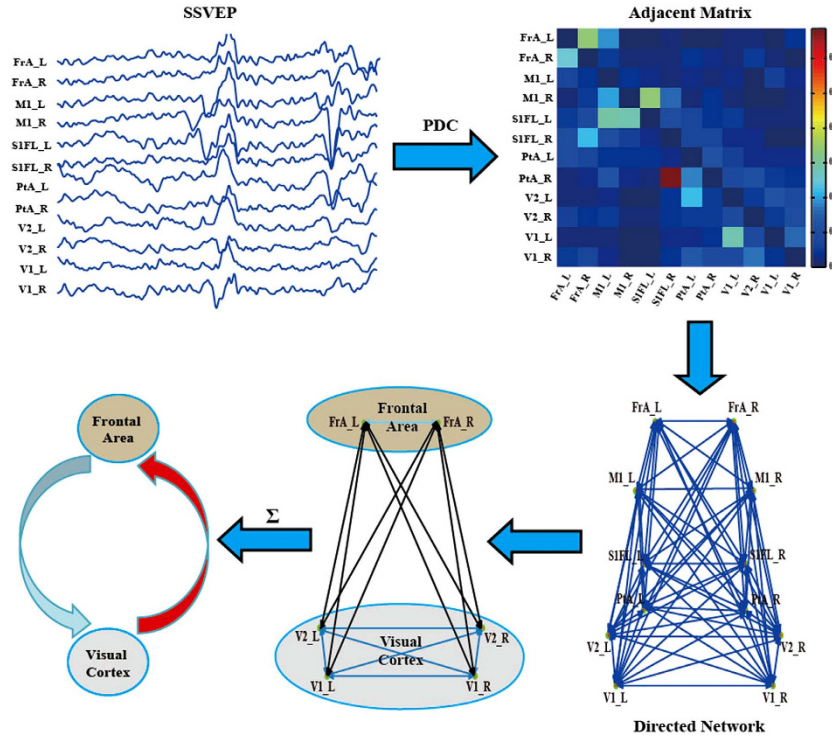 SSVEP
FrA_L
FrA_R
M1_L
M1_R
S1FL_L
S1FL_R
PtA_L
PtA_R
V2_L
V2_R
V1_L
V1_R
PDC
Adjacent Matrix
FrA_L
FrA_R
M1_L
M1_R
S1FL_L
S1FL_R
PtA_L
PtA_R
V2_L
V2_R
V1_L
V1_R
FrA_L
FrA_R
M1_L
M1_R
S1FL_L
S1FL_R
PtA_L
PtA_R
V1_L
V2_R
V1_L
V1_R
Frontal
Area
Visual
Cortex
Σ
Frontal
FrA_L
Area
FrA_R
V2_L
Visual
V2_R
Cortex
V1_L
V1_R
FrA_L
FrA_R
M1_L
M1_R
S1FL_L
S1FL_R
PtA_L
PtA_R
V2_L
V2_R
V1_L
V1_R
Directed Network